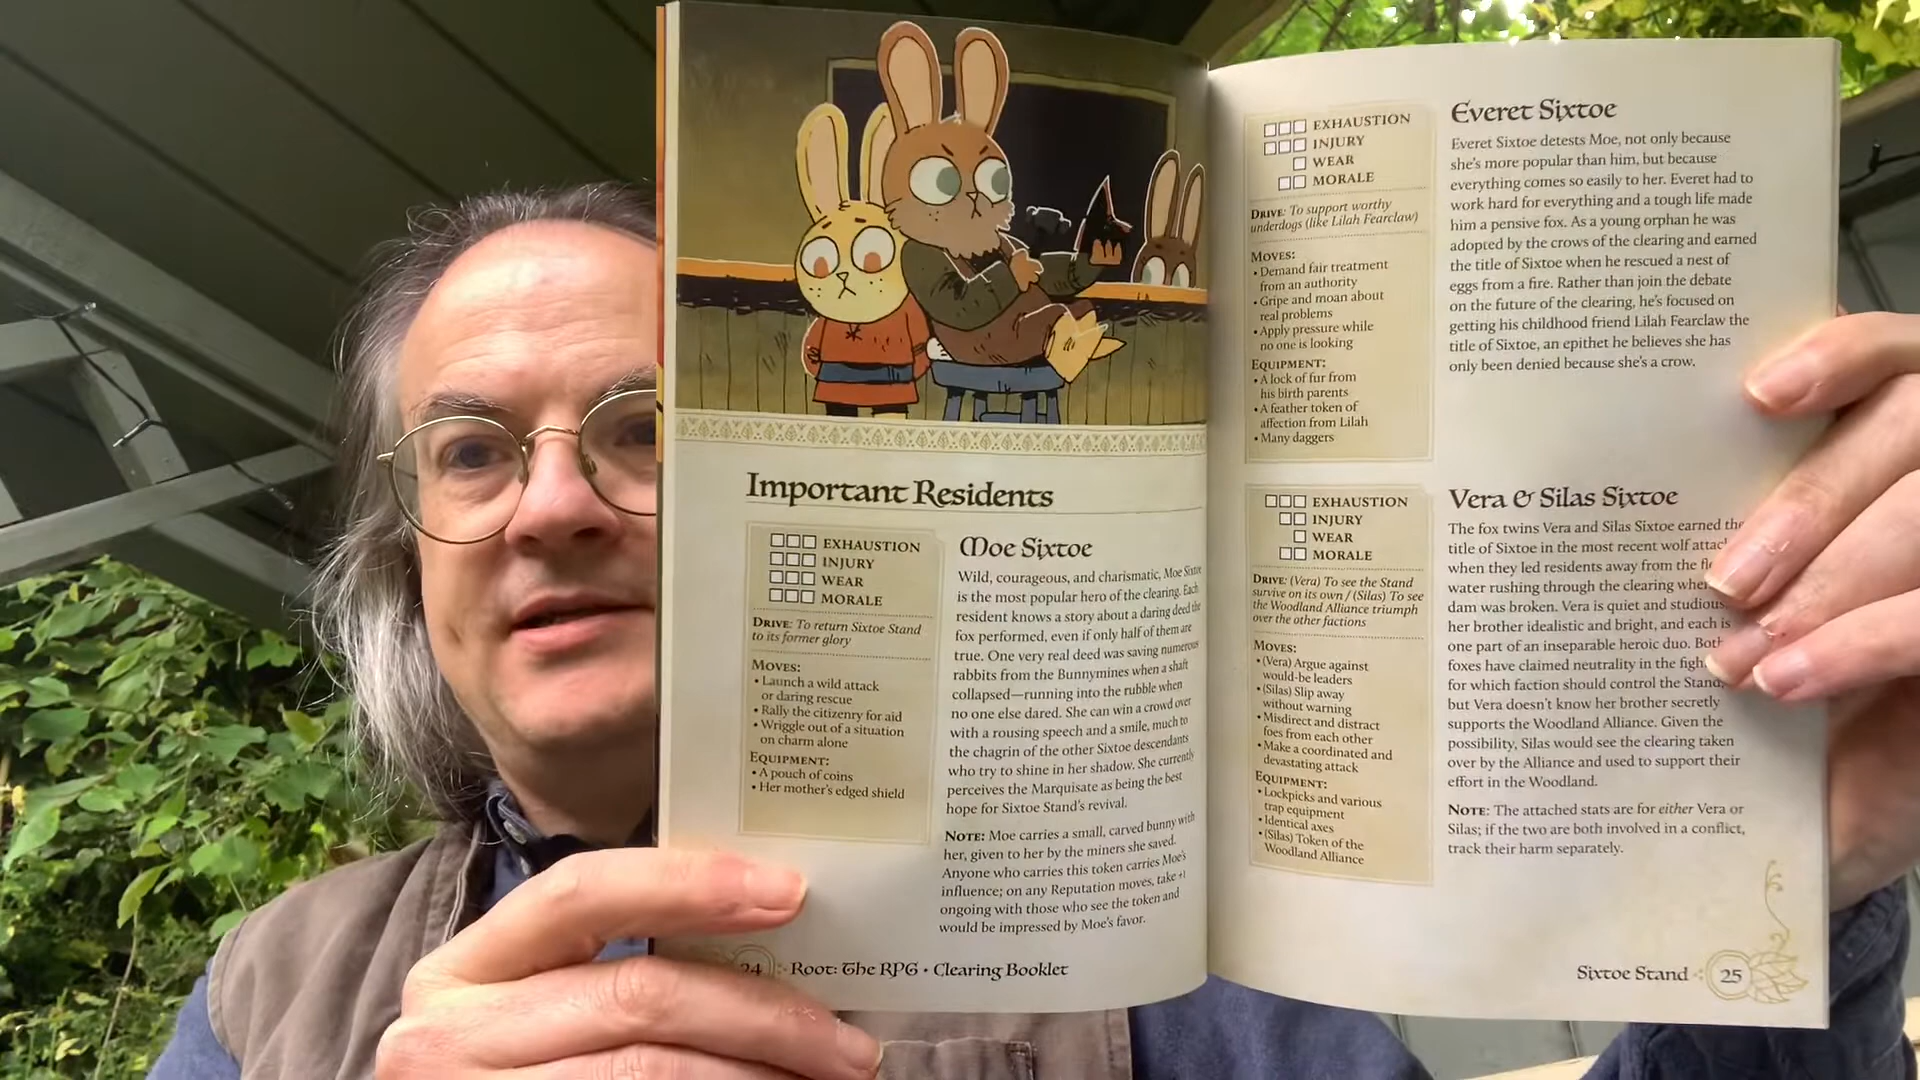 Important Residents
EXHAUSTION
INJURY
WEAR
MORALE
DRIVE: To return Sixtoe Stand
to its former glory
MOVES:
• Launch a wild attack
or daring rescue
• Rally the citizenry for aid
• Wriggle out of a situation
on charm alone
EQUIPMENT:
• A pouch of coins
• Her mother's edged shield
Moe Sixtoe
Wild, courageous, and charismatic, Moe Sixtoe
is the most popular hero of the clearing. Each
resident knows a story about a daring deed the
fox performed, even if only half of them are
true. One very real deed was saving numerous
rabbits from the Bunnymines when a shaft
collapsed—running into the rubble when
no one else dared. She can win a crowd over
with a rousing speech and a smile, much to
the chagrin of the other Sixtoe descendants
who try to shine in her shadow. She currently
perceives the Marquisate as being the best
hope for Sixtoe Stand's revival.
NOTE: Moe carries a small, carved bunny with
her, given to her by the miners she saved.
Anyone who carries this token carries Moe's
influence; on any Reputation moves, take +1
ongoing with those who see the token and
would be impressed by Moe's favor.
24 Root: The RPG • Clearing Booklet
EXHAUSTION
INJURY
WEAR
MORALE
DRIVE: To support worthy
underdogs (like Lilah Fearclaw)
MOVES:
• Demand fair treatment
from an authority
• Gripe and moan about
real problems
• Apply pressure while
no one is looking
EQUIPMENT:
• A lock of fur from
his birth parents
• A feather token of
affection from Lilah
• Many daggers
Everet Sixtoe
Everet Sixtoe detests Moe, not only because
she's more popular than him, but because
everything comes so easily to her. Everet had to
work hard for everything and a tough life made
him a pensive fox. As a young orphan he was
adopted by the crows of the clearing and earned
the title of Sixtoe when he rescued a nest of
eggs from a fire. Rather than join the debate
on the future of the clearing, he's focused on
getting his childhood friend Lilah Fearclaw the
title of Sixtoe, an epithet he believes she has
only been denied because she's a crow.
EXHAUSTION
INJURY
WEAR
MORALE
DRIVE: (Vera) To see the Stand
survive on its own / (Silas) To see
the Woodland Alliance triumph
over the other factions
MOVES:
• (Vera) Argue against
would-be leaders
• (Silas) Slip away
without warning
• Misdirect and distract
foes from each other
• Make a coordinated and
devastating attack
EQUIPMENT:
• Lockpicks and various
trap equipment
• Identical axes
• (Silas) Token of the
Woodland Alliance
Vera & Silas Sixtoe
The fox twins Vera and Silas Sixtoe earned the
title of Sixtoe in the most recent wolf attack
when they led residents away from the
water rushing through the clearing when
dam was broken. Vera is quiet and studious,
her brother idealistic and bright, and each is
one part of an inseparable heroic duo. Both
foxes have claimed neutrality in the fight
for which faction should control the Stand,
but Vera doesn't know her brother secretly
supports the Woodland Alliance. Given the
possibility, Silas would see the clearing taken
over by the Alliance and used to support their
effort in the Woodland.
NOTE: The attached stats are for either Vera or
Silas; if the two are both involved in a conflict,
track their harm separately.
Sixtoe Stand 25